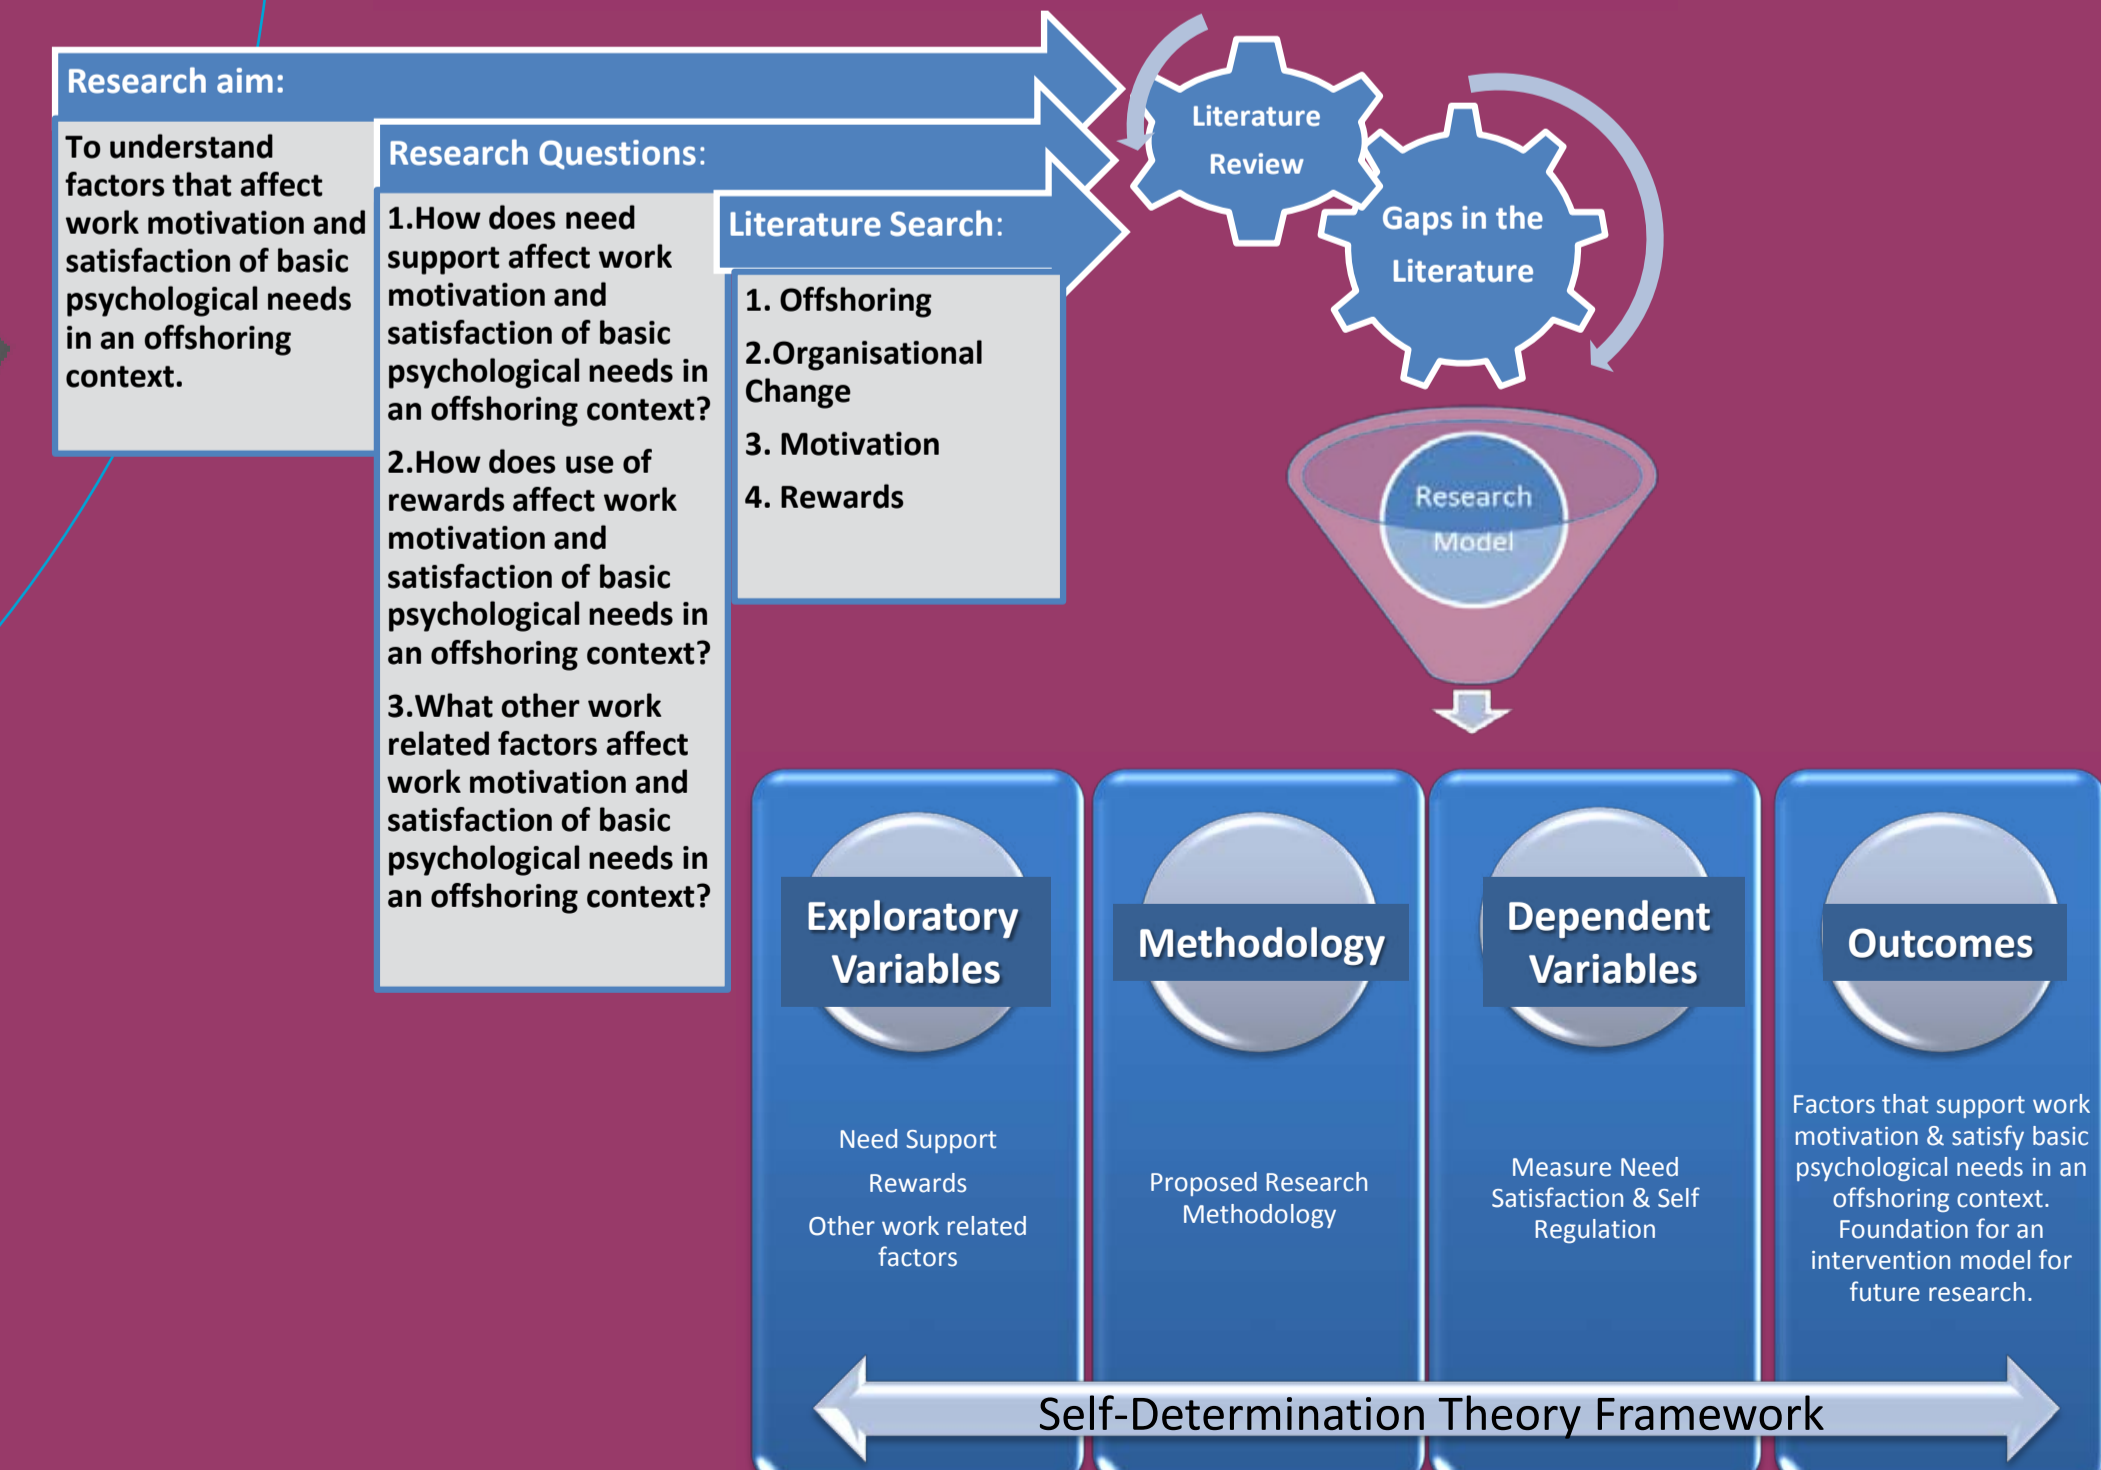 Research aim:
To understand
factors that affect
work motivation and
satisfaction of basic
psychological needs
in an offshoring
context.
Research Questions:
1.How does need
support affect work
motivation and
satisfaction of basic
psychological needs in
an offshoring context?
2.How does use of
rewards affect work
motivation and
satisfaction of basic
psychological needs in
an offshoring context?
3.What other work
related factors affect
work motivation and
satisfaction of basic
psychological needs in
an offshoring context?
Literature Search:
1. Offshoring
2.Organisational
Change
3. Motivation
4. Rewards
Literature
Review
Gaps in the
Literature
Research
Model
Exploratory
Variables
Need Support
Rewards
Other work related
factors
Methodology
Proposed Research
Methodology
Dependent
Variables
Measure Need
Satisfaction & Self
Regulation
Outcomes
Factors that support work
motivation & satisfy basic
psychological needs in an
offshoring context.
Foundation for an
intervention model for
future research.
Self-Determination Theory Framework